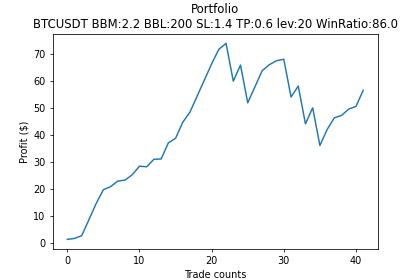 Portfolio
BTCUSDT BBM:2.2 BBL:200 SL:1.4 TP:0.6 lev:20 WinRatio:86.0
70
60
50
40
30
20
10
0
Profit ($)
0 10 20 30 40
Trade counts